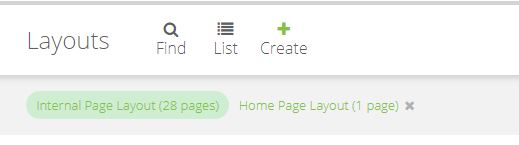 Layouts
Find List Create
Internal Page Layout (28 pages) Home Page Layout (1 page) ✖